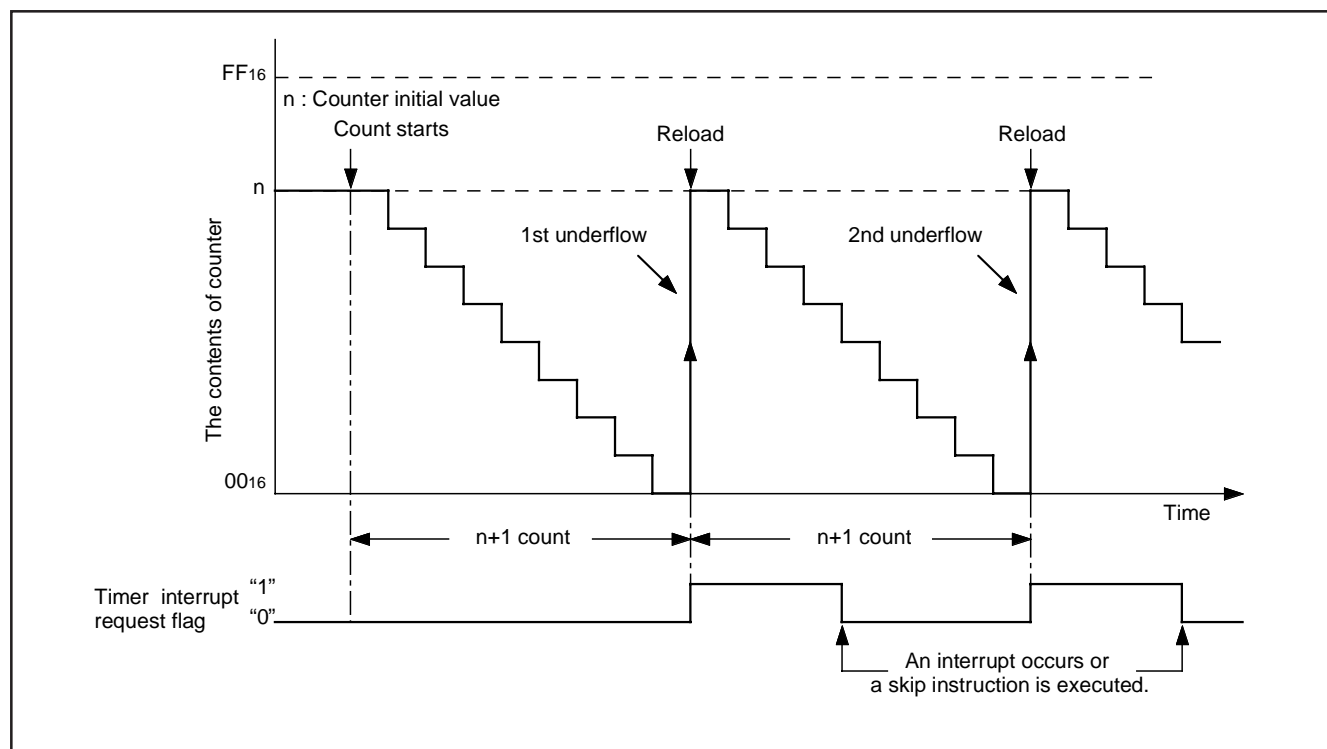 FF16
n : Counter initial value
Count starts
Reload
Reload
n
1st underflow
2nd underflow
The contents of counter
0016
Time
n+1 count
n+1 count
Timer interrupt
request flag
“1”
“0”
An interrupt occurs or
a skip instruction is executed.